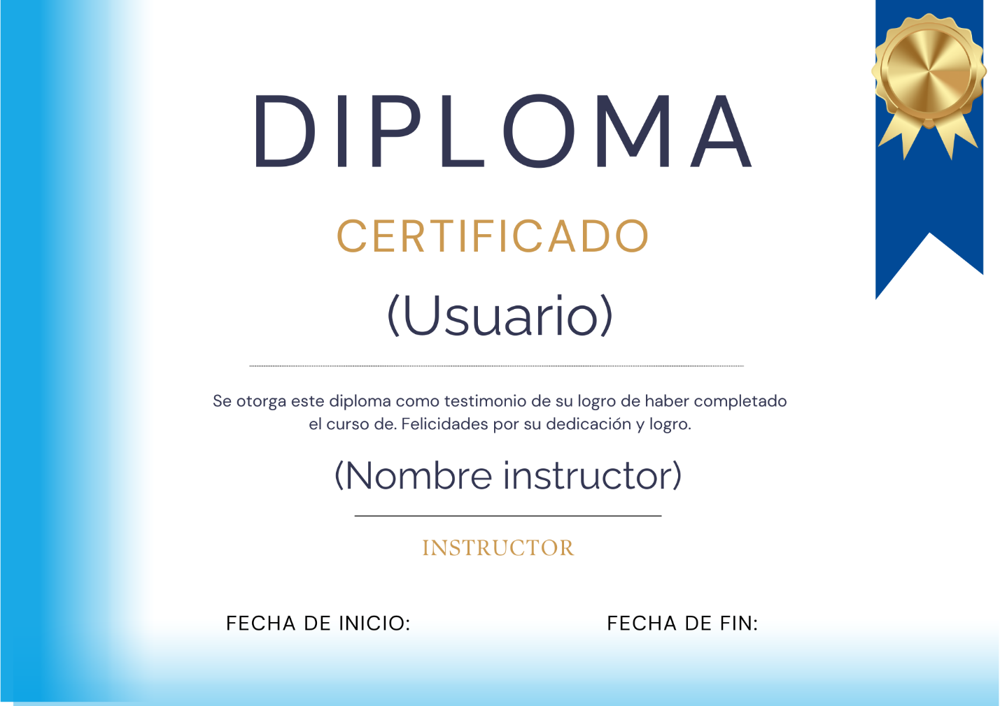 DIPLOMA
CERTIFICADO
(Usuario)
Se otorga este diploma como testimonio de su logro de haber completado
el curso de. Felicidades por su dedicación y logro.
(Nombre instructor)
INSTRUCTOR
FECHA DE INICIO: FECHA DE FIN: